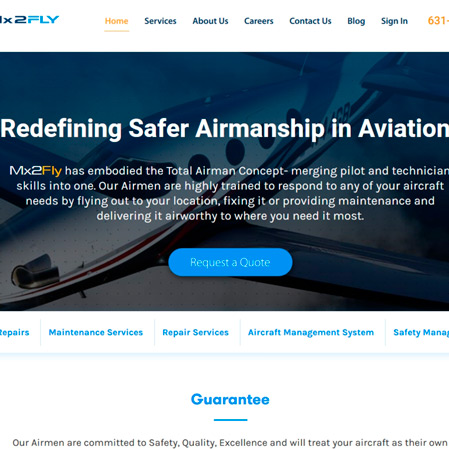 Mx2FLY Home Services About Us Careers Contact Us Blog Sign In 631-
Redefining Safer Airmanship in Aviation
Mx2Fly has embodied the Total Airman Concept- merging pilot and technician
skills into one. Our Airmen are highly trained to respond to any of your aircraft
needs by flying out to your location, fixing it or providing maintenance and
delivering it airworthy to where you need it most.
Request a Quote
Repairs Maintenance Services Repair Services Aircraft Management System Safety Manag
Guarantee
Our Airmen are committed to Safety, Quality, Excellence and will treat your aircraft as their own